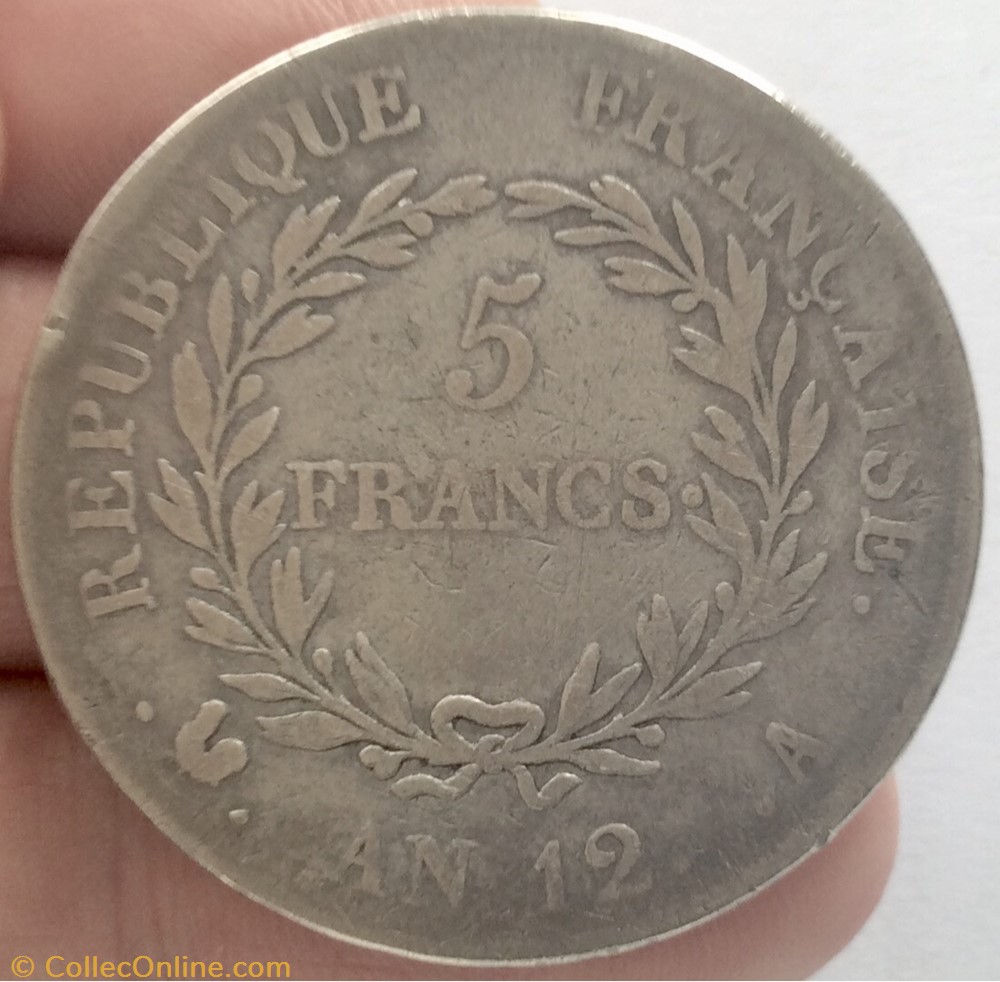 REPUBLIQUE FRANÇAISE.
5
FRANCS.
AN 12
A
© CollecOnline.com